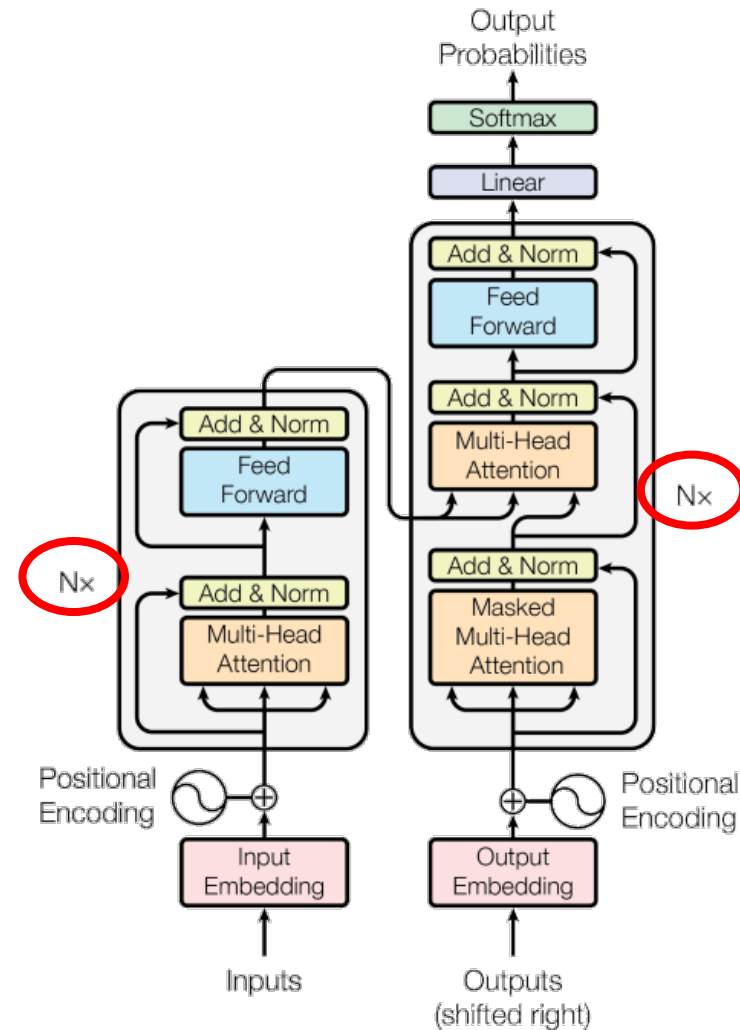 Output
Probabilities
Softmax
Linear
Add & Norm
Feed
Forward
Add & Norm
Multi-Head
Attention
Nx
Add & Norm
Masked
Multi-Head
Attention
Add & Norm
Feed
Forward
Nx
Add & Norm
Multi-Head
Attention
Positional
Encoding
Positional
Encoding
Input
Embedding
Output
Embedding
Inputs
Outputs
(shifted right)